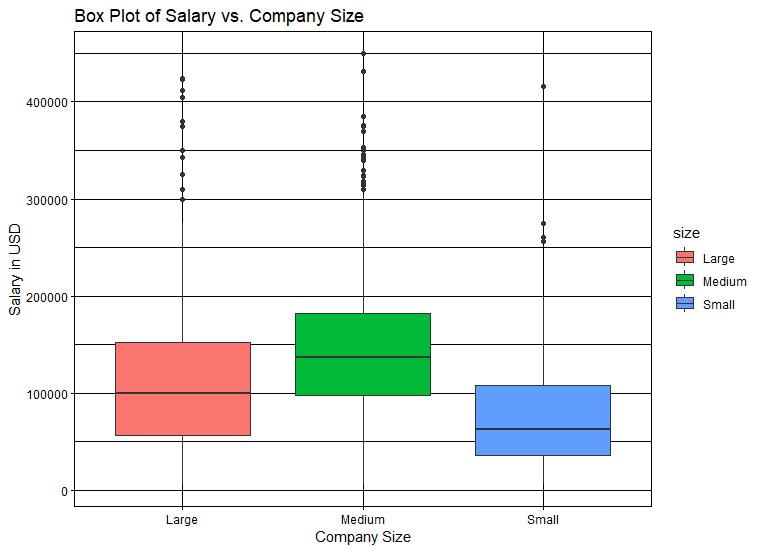 Box Plot of Salary vs. Company Size
400000
300000
200000
100000
0
Salary in USD
Large
Medium
Small
Company Size
size
Large
Medium
Small